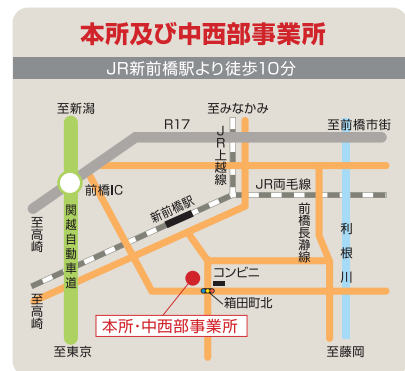 本所及び中西部事業所
JR新前橋駅より徒歩10分
至新潟
R17
至みなかみ
至前橋市街
JR上越線
前橋IC
JR両毛線
新前橋駅
関越自動車道
至高崎
前橋長瀞線
利根川
至高崎
コンビニ
箱田町北
本所・中西部事業所
至東京
至藤岡